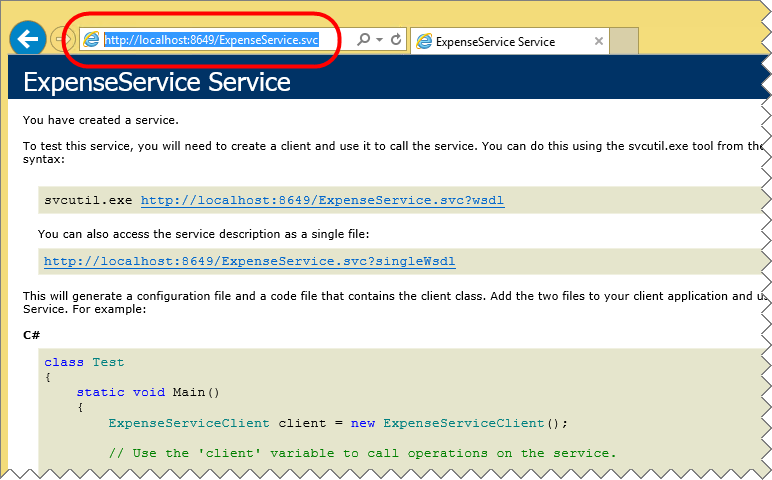 http://localhost:8649/ExpenseService.svc
ExpenseService Service
ExpenseService Service
You have created a service.
To test this service, you will need to create a client and use it to call the service. You can do this using the svcutil.exe tool from the
syntax:
svcutil.exe http://localhost:8649/ExpenseService.svc?wsdl
You can also access the service description as a single file:
http://localhost:8649/ExpenseService.svc?singleWsdl
This will generate a configuration file and a code file that contains the client class. Add the two files to your client application and
Service. For example:
C#
class Test
{
static void Main()
{
ExpenseServiceClient client = new ExpenseServiceClient();
// Use the 'client' variable to call operations on the service.